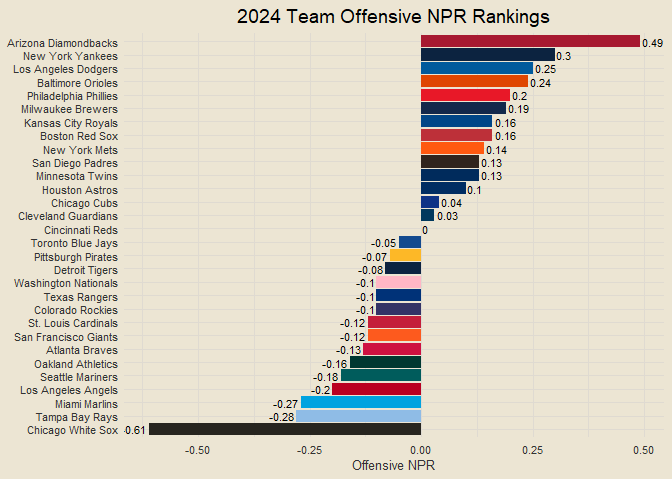 2024 Team Offensive NPR Rankings
Arizona Diamondbacks 0.49
New York Yankees 0.3
Los Angeles Dodgers 0.25
Baltimore Orioles 0.24
Philadelphia Phillies 0.2
Milwaukee Brewers 0.19
Kansas City Royals 0.16
Boston Red Sox 0.16
New York Mets 0.14
San Diego Padres 0.13
Minnesota Twins 0.13
Houston Astros 0.1
Chicago Cubs 0.04
Cleveland Guardians 0.03
Cincinnati Reds 0
Toronto Blue Jays -0.05
Pittsburgh Pirates -0.07
Detroit Tigers -0.08
Washington Nationals -0.1
Texas Rangers -0.1
Colorado Rockies -0.1
St. Louis Cardinals -0.12
San Francisco Giants -0.12
Atlanta Braves -0.13
Oakland Athletics -0.16
Seattle Mariners -0.18
Los Angeles Angels -0.2
Miami Marlins -0.27
Tampa Bay Rays -0.28
Chicago White Sox -0.61
-0.50 -0.25 0.00 0.25 0.50
Offensive NPR